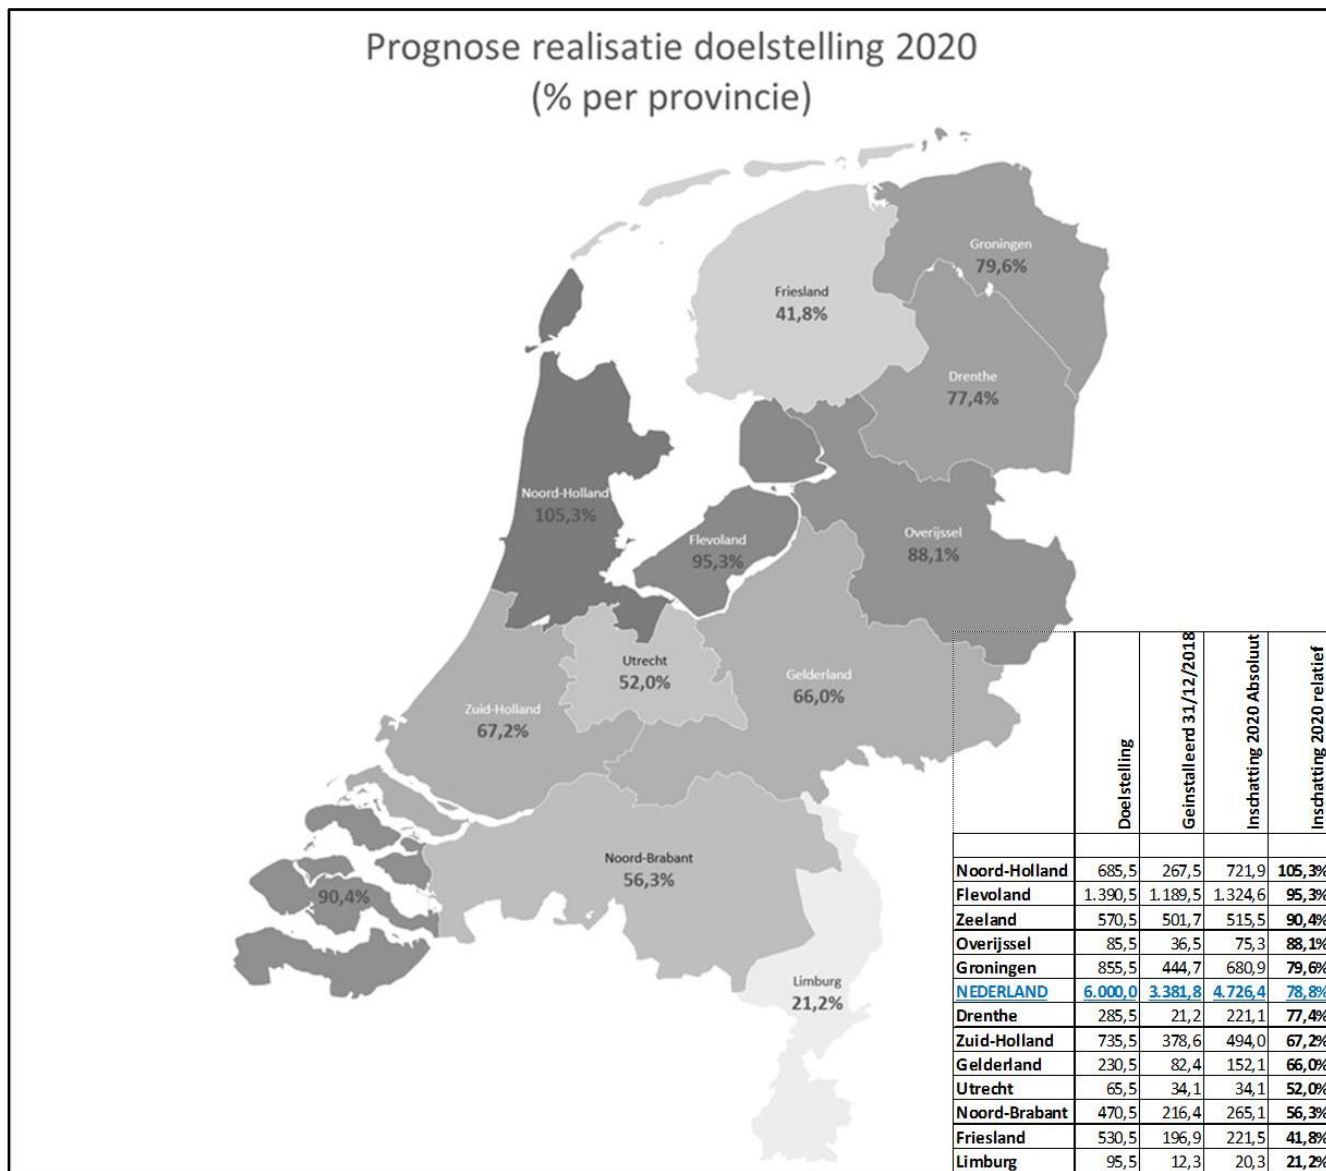 Prognose realisatie doelstelling 2020
(% per provincie)
Groningen
79,6%
Friesland
41,8%
Drenthe
77,4%
Noord-Holland
105,3%
Flevoland
95,3%
Overijssel
88,1%
Utrecht
52,0%
Gelderland
66,0%
Zuid-Holland
67,2%
Noord-Brabant
56,3%
90,4%
Limburg
21,2%
Doelstelling Geinstalleerd 31/12/2018 Inschatting 2020 Absoluut Inschatting 2020 relatief
Noord-Holland 685,5 267,5 721,9 105,3%
Flevoland 1.390,5 1.189,5 1.324,6 95,3%
Zeeland 570,5 501,7 515,5 90,4%
Overijssel 85,5 36,5 75,3 88,1%
Groningen 855,5 444,7 680,9 79,6%
NEDERLAND 6.000,0 3.381,8 4.726,4 78,8%
Drenthe 285,5 21,2 221,1 77,4%
Zuid-Holland 735,5 378,6 494,0 67,2%
Gelderland 230,5 82,4 152,1 66,0%
Utrecht 65,5 34,1 34,1 52,0%
Noord-Brabant 470,5 216,4 265,1 56,3%
Friesland 530,5 196,9 221,5 41,8%
Limburg 95,5 12,3 20,3 21,2%